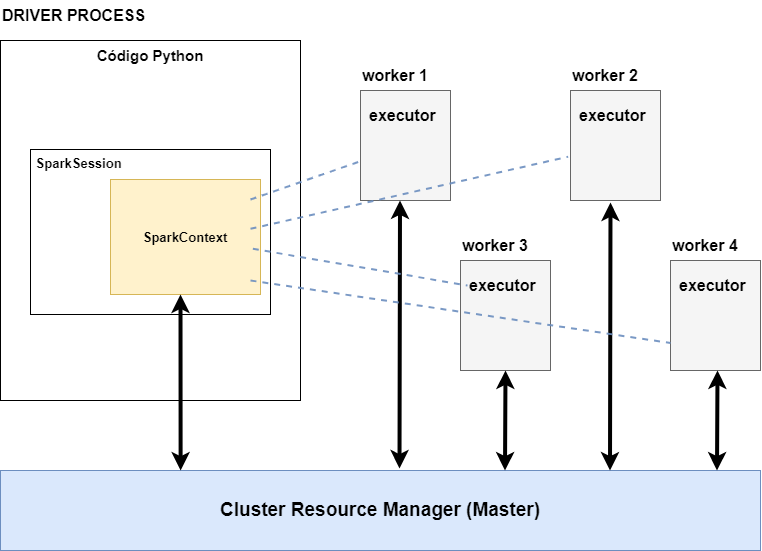 DRIVER PROCESS
Código Python
SparkSession
SparkContext
worker 1
executor
worker 2
executor
worker 3
executor
worker 4
executor
Cluster Resource Manager (Master)